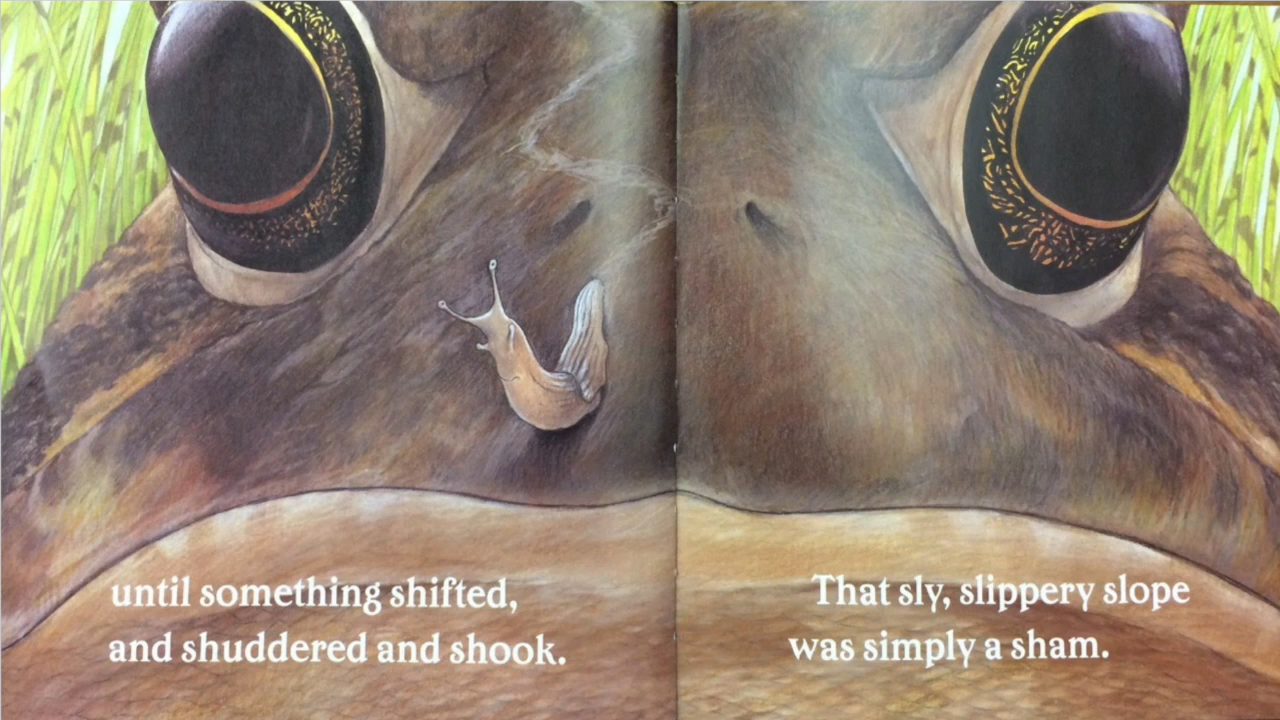 until something shifted,
and shuddered and shook.
That sly, slippery slope
was simply a sham.